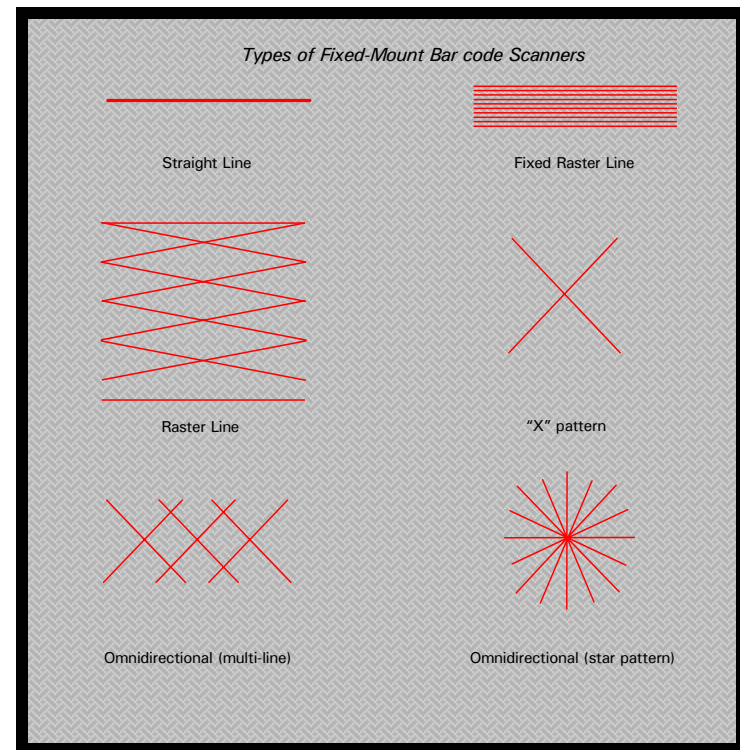 Types of Fixed-Mount Bar code Scanners
Straight Line
Fixed Raster Line
Raster Line
“X” pattern
Omnidirectional (multi-line)
Omnidirectional (star pattern)